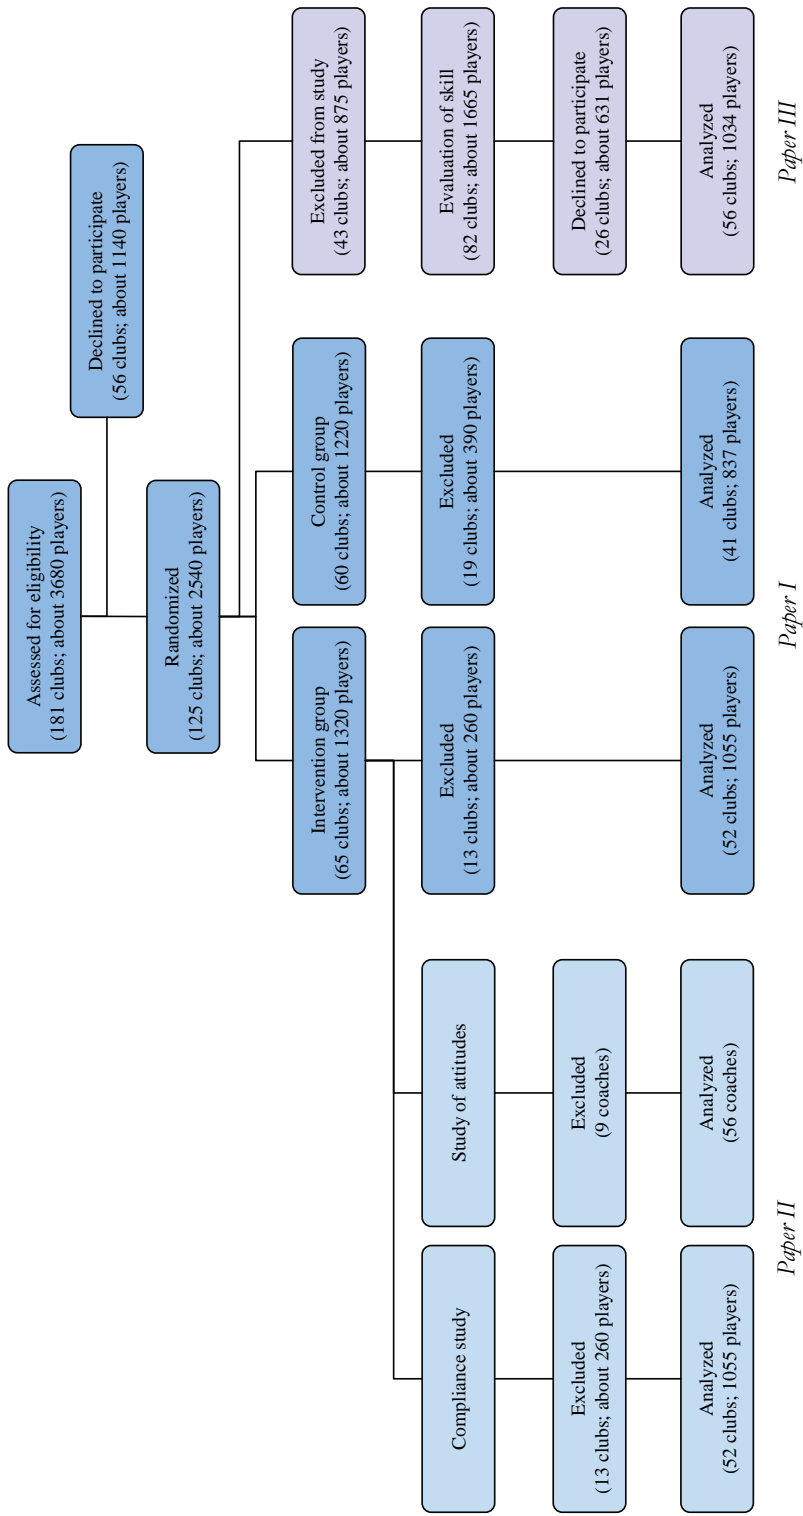 Assessed for eligibility
(181 clubs; about 3680 players)
Declined to participate
(56 clubs; about 1140 players)
Randomized
(125 clubs; about 2540 players)
Intervention group
(65 clubs; about 1320 players)
Control group
(60 clubs; about 1220 players)
Excluded from study
(43 clubs; about 875 players)
Compliance study
Study of attitudes
Excluded
(13 clubs; about 260 players)
Excluded
(19 clubs; about 390 players)
Evaluation of skill
(82 clubs; about 1665 players)
Excluded
(13 clubs; about 260 players)
Excluded
(9 coaches)
Declined to participate
(26 clubs; about 631 players)
Analyzed
(52 clubs; 1055 players)
Analyzed
(56 coaches)
Analyzed
(52 clubs; 1055 players)
Analyzed
(41 clubs; 837 players)
Analyzed
(56 clubs; 1034 players)
Paper II
Paper I
Paper III